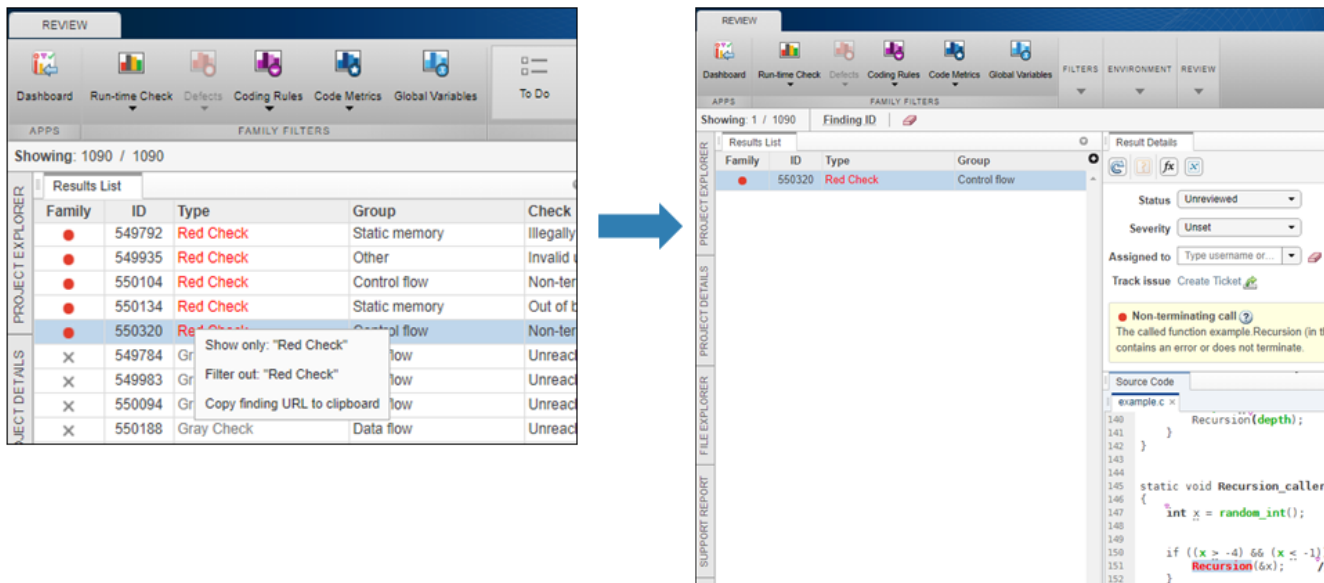 REVIEW
Dashboard Run-time Check Defects Coding Rules Code Metrics Global Variables To Do
APPS FAMILY FILTERS
Showing: 1090 / 1090
PROJECT EXPLORER
Results List
Family ID Type Group Check
549792 Red Check Static memory Illegally
549935 Red Check Other Invalid
550104 Red Check Control flow Non-ter
550134 Red Check Static memory Out of b
550320 Red Check Control flow Non-ter
Show only: "Red Check"
Filter out: "Red Check"
Copy finding URL to clipboard
549784 Gr flow Unreac
549983 Gr flow Unreac
550094 Gr flow Unreac
550188 Gray Check Data flow Unreac
JECT DETAILS
REVIEW
Dashboard Run-time Check Defects Coding Rules Code Metrics Global Variables FILTERS ENVIRONMENT REVIEW
APPS FAMILY FILTERS
Showing: 1 / 1090 Finding ID
PROJECT EXPLORER
PROJECT DETAILS
FILE EXPLORER
SUPPORT REPORT
Results List
Family ID Type Group
550320 Red Check Control flow
Result Details
fx x
Status Unreviewed
Severity Unset
Assigned to Type username or...
Track issue Create Ticket
Non-terminating call ?
The called function example.Recursion (in t
contains an error or does not terminate.
Source Code
example.c ×
140 Recursion(depth);
141 }
142 }
143
144
145 static void Recursion_caller
146 {
147 int x = random_int();
148
149
150 if ((x > -4) && (x < -1)
151 Recursion(&x); /
152 }